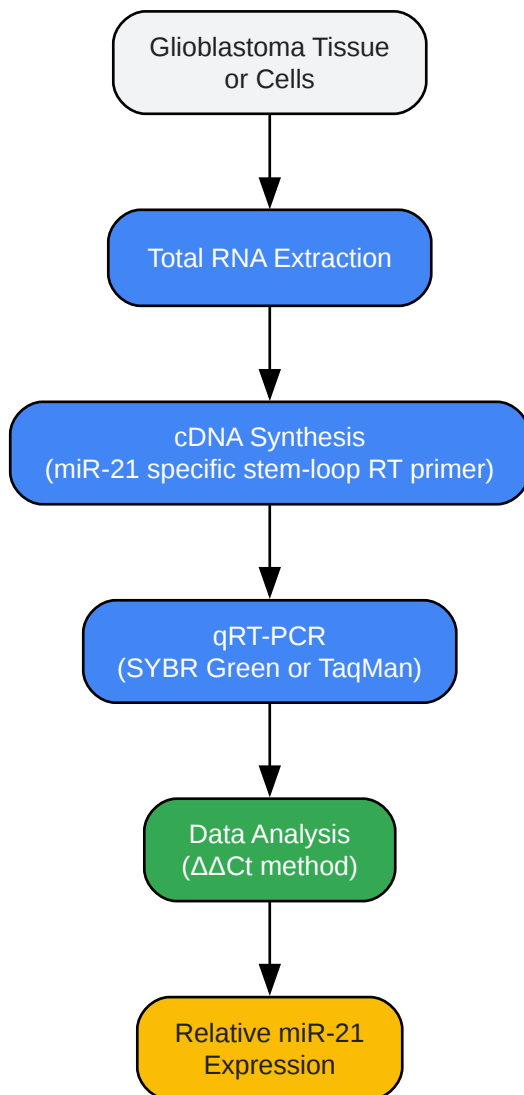 Glioblastoma Tissue
or Cells
Total RNA Extraction
cDNA Synthesis
(miR-21 specific stem-loop RT primer)
qRT-PCR
(SYBR Green or TaqMan)
Data Analysis
(ΔΔCt method)
Relative miR-21
Expression